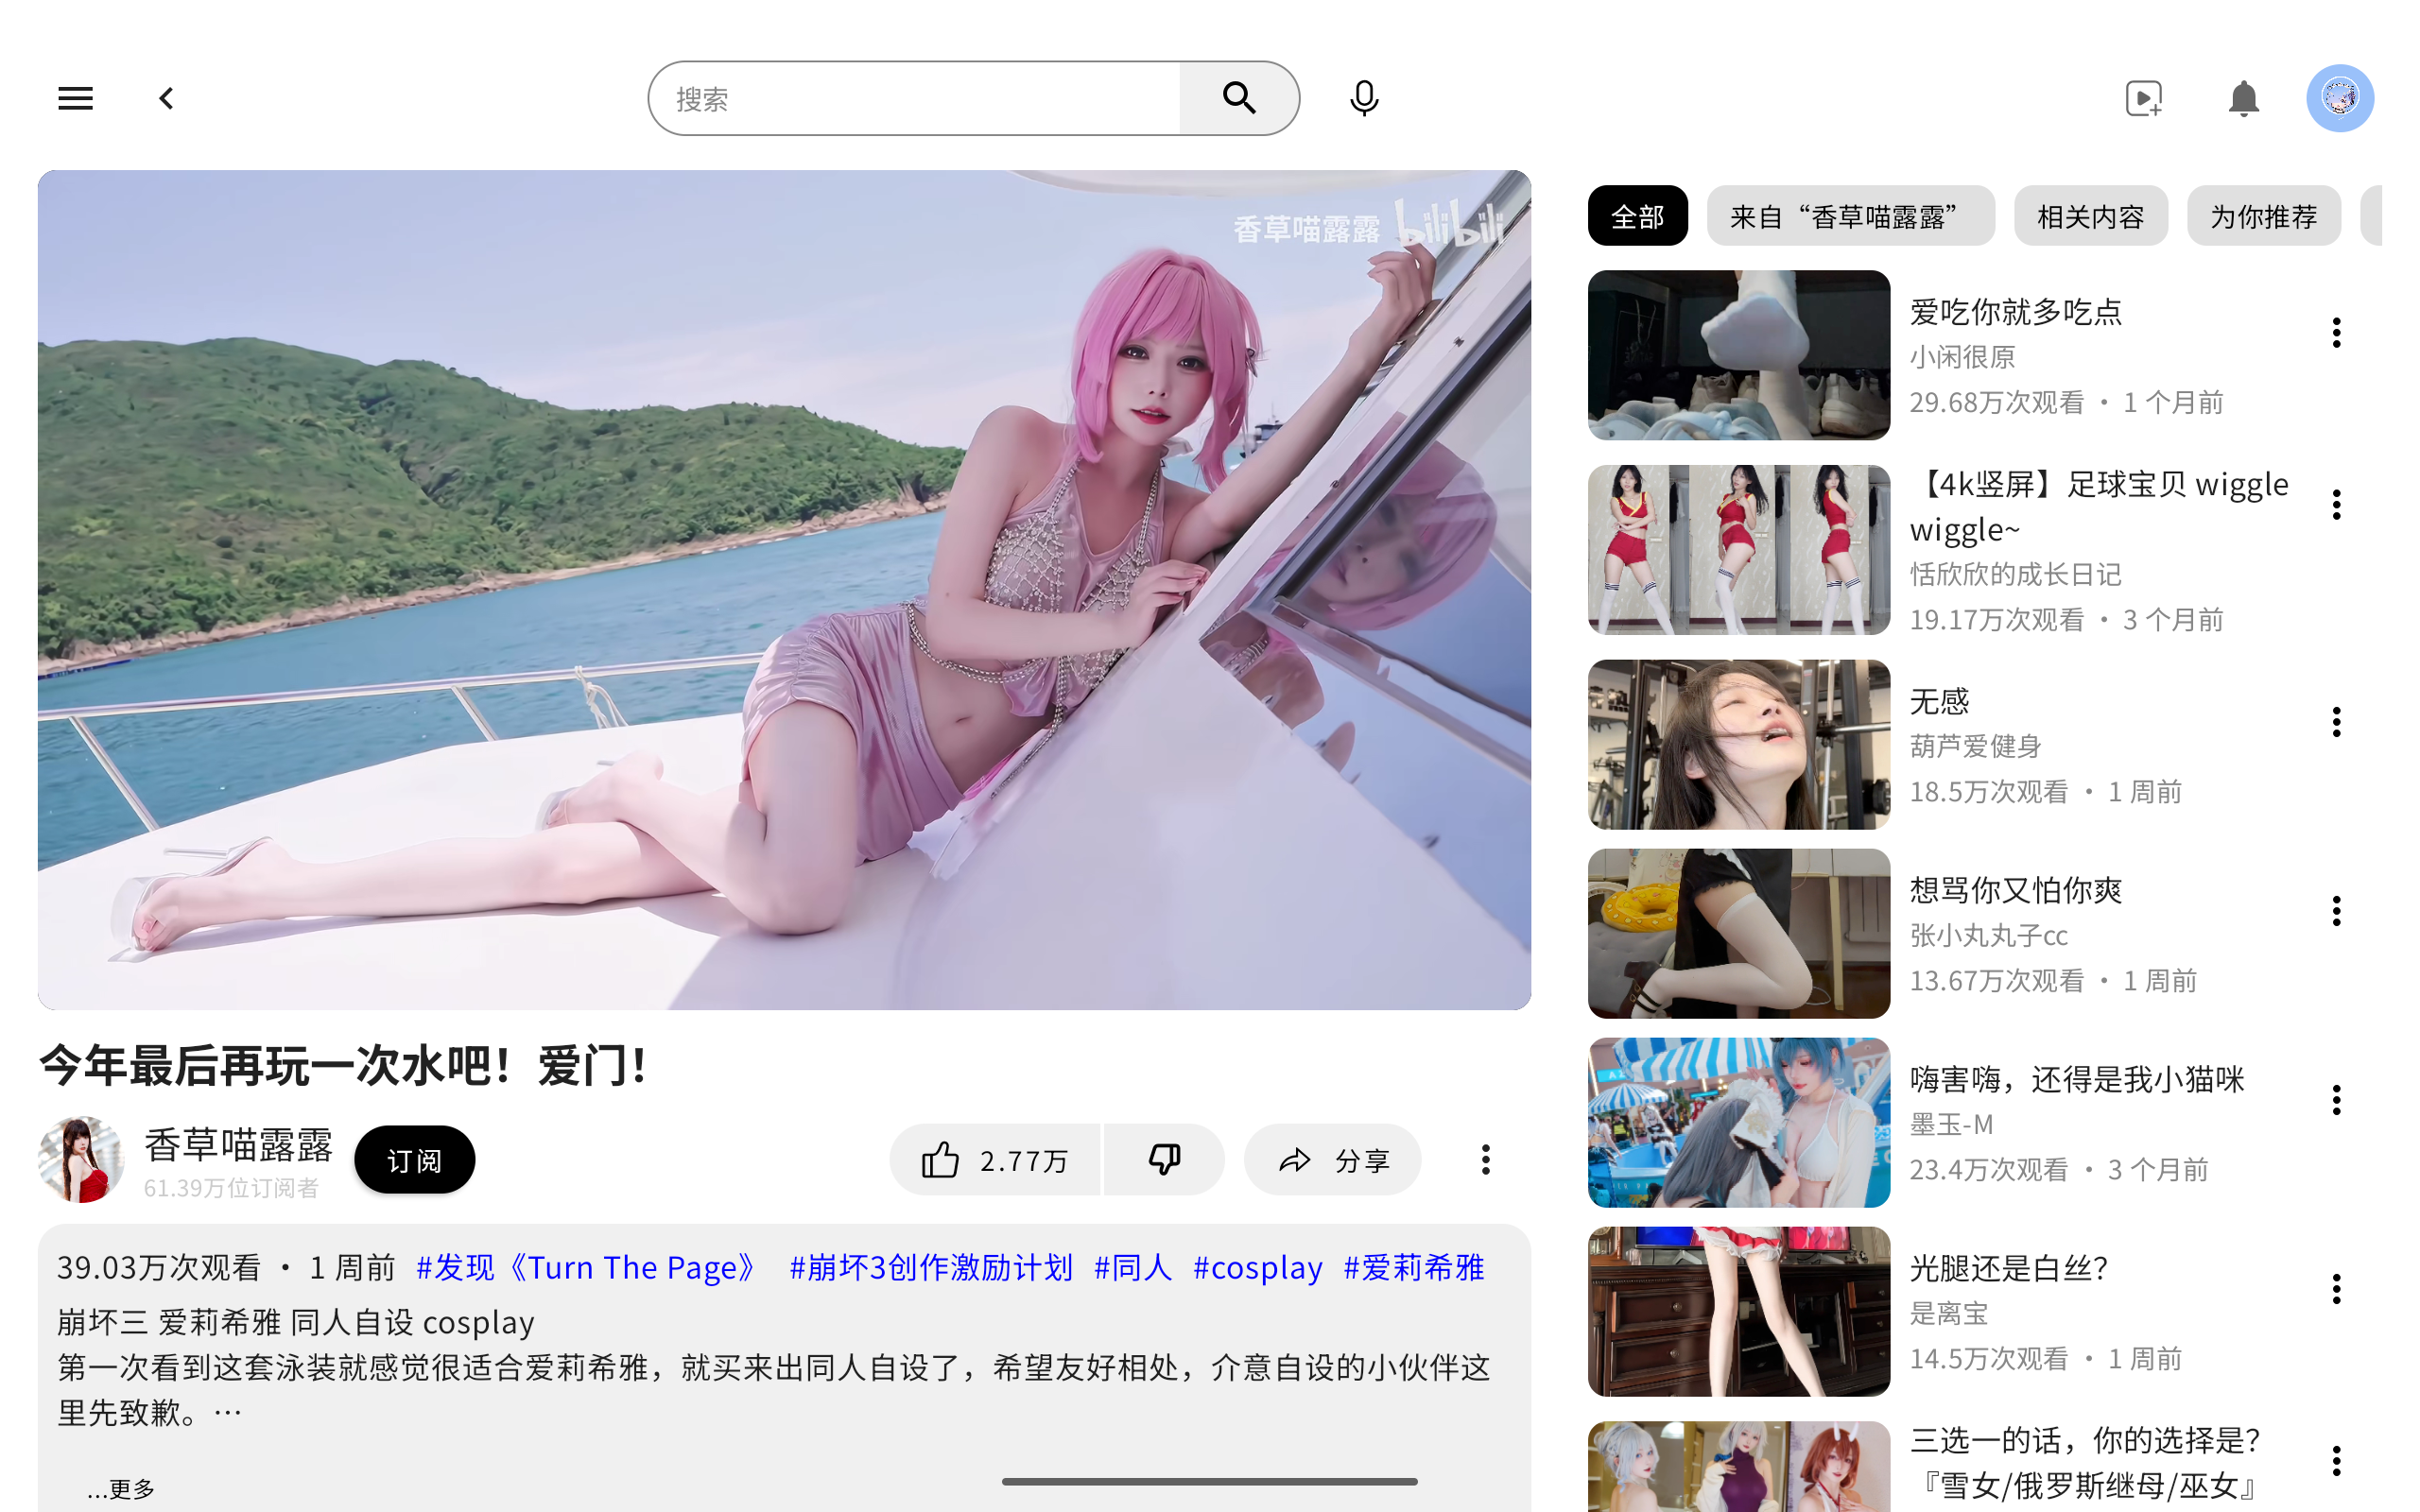 搜索
香草喵露露 bilibili
全部
来自“香草喵露露”
相关内容
为你推荐
今年最后再玩一次水吧！爱门！
香草喵露露
61.39万位订阅者
订阅
2.77万
分享
39.03万次观看 • 1 周前 #发现《Turn The Page》 #崩坏3创作激励计划 #同人 #cosplay #爱莉希雅
崩坏三 爱莉希雅 同人自设 cosplay
第一次看到这套泳装就感觉很适合爱莉希雅，就买来出同人自设了，希望友好相处，介意自设的小伙伴这
里先致歉。…
...更多
爱吃你就多吃点
小闲很原
29.68万次观看 • 1 个月前
【4k竖屏】足球宝贝 wiggle
wiggle~
恬欣欣的成长日记
19.17万次观看 • 3 个月前
无感
葫芦爱健身
18.5万次观看 • 1 周前
想骂你又怕你爽
张小丸丸子cc
13.67万次观看 • 1 周前
嗨害嗨，还得是我小猫咪
墨玉-M
23.4万次观看 • 3 个月前
光腿还是白丝？
是离宝
14.5万次观看 • 1 周前
三选一的话，你的选择是？
『雪女/俄罗斯继母/巫女』